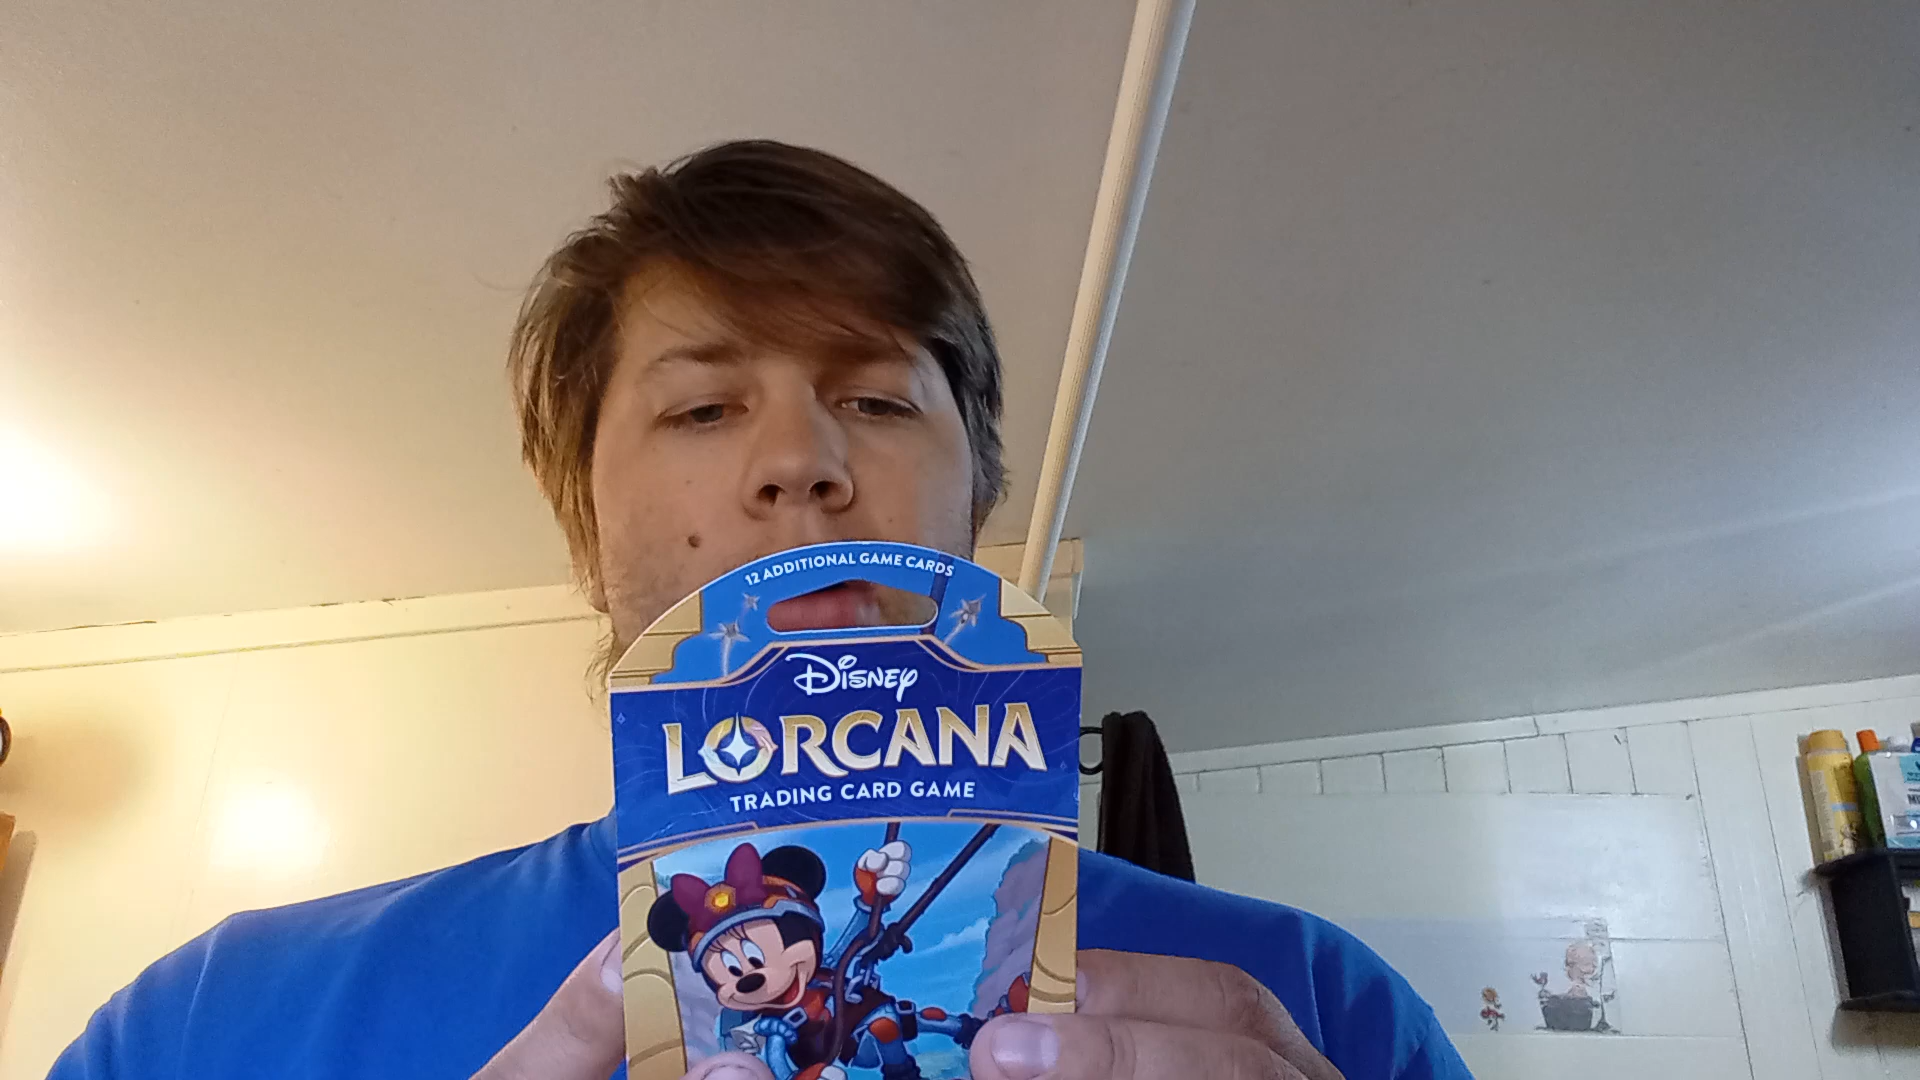 12 ADDITIONAL GAME CARDS
DISNEY
LORCANA
TRADING CARD GAME